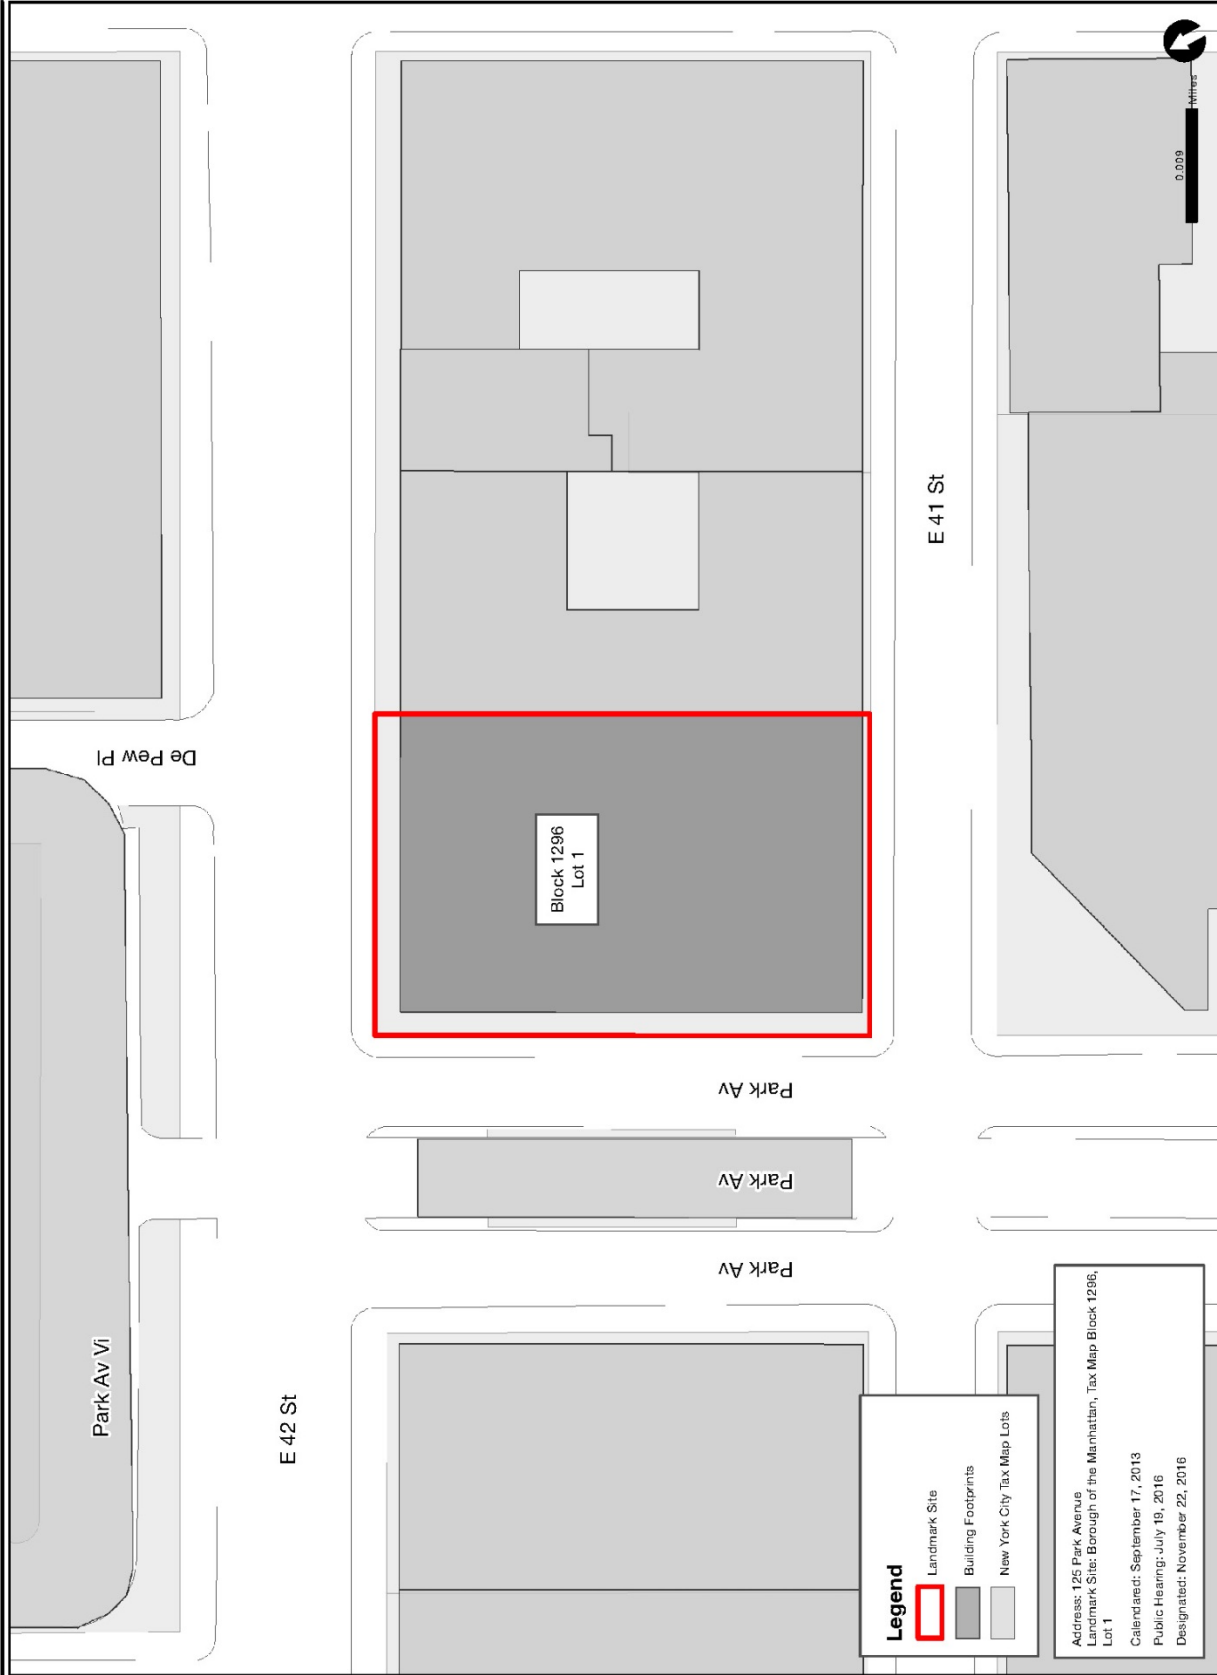 Park Av Vi
De Pew Pl
E 42 St
Block 1296
Lot 1
Park Av
Park Av
Park Av
E 41 St
0.009
Miles
Legend
Landmark Site
Building Footprints
New York City Tax Map Lots
Address: 125 Park Avenue
Landmark Site: Borough of the Manhattan, Tax Map Block 1296,
Lot 1
Calendared: September 17, 2013
Public Hearing: July 19, 2016
Designated: November 22, 2016